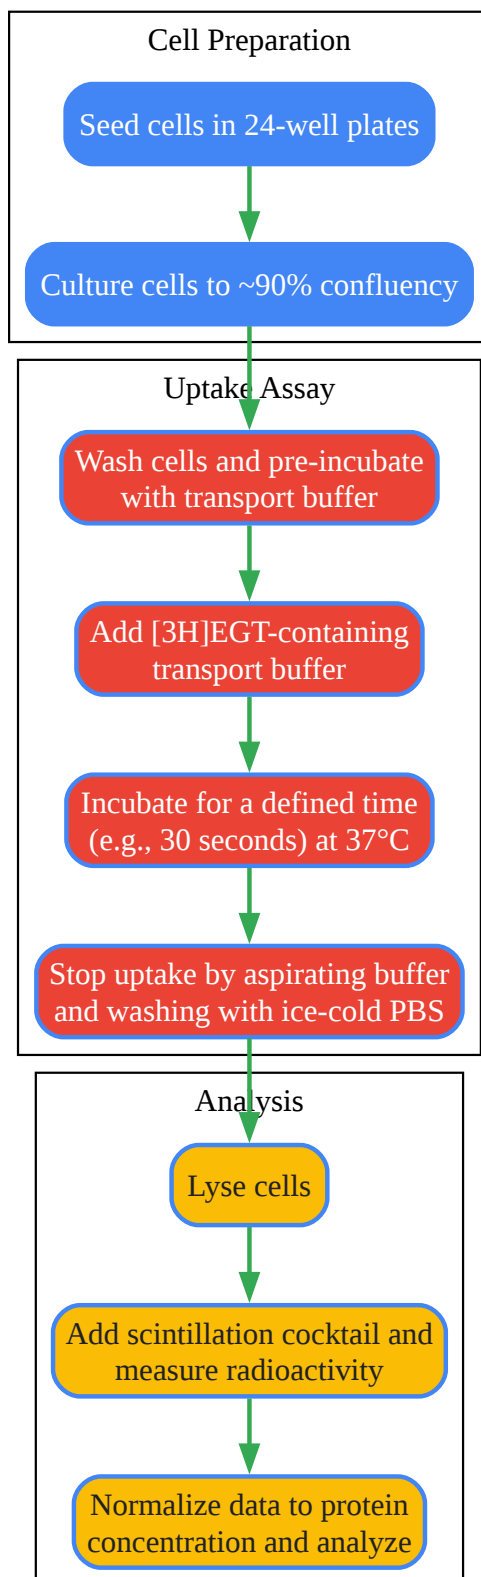 Cell Preparation
Seed cells in 24-well plates
Culture cells to ~90% confluency
Uptake Assay
Wash cells and pre-incubate
with transport buffer
Add [3H]EGT-containing
transport buffer
Incubate for a defined time
(e.g., 30 seconds) at 37°C
Stop uptake by aspirating buffer
and washing with ice-cold PBS
Analysis
Lyse cells
Add scintillation cocktail and
measure radioactivity
Normalize data to protein
concentration and analyze